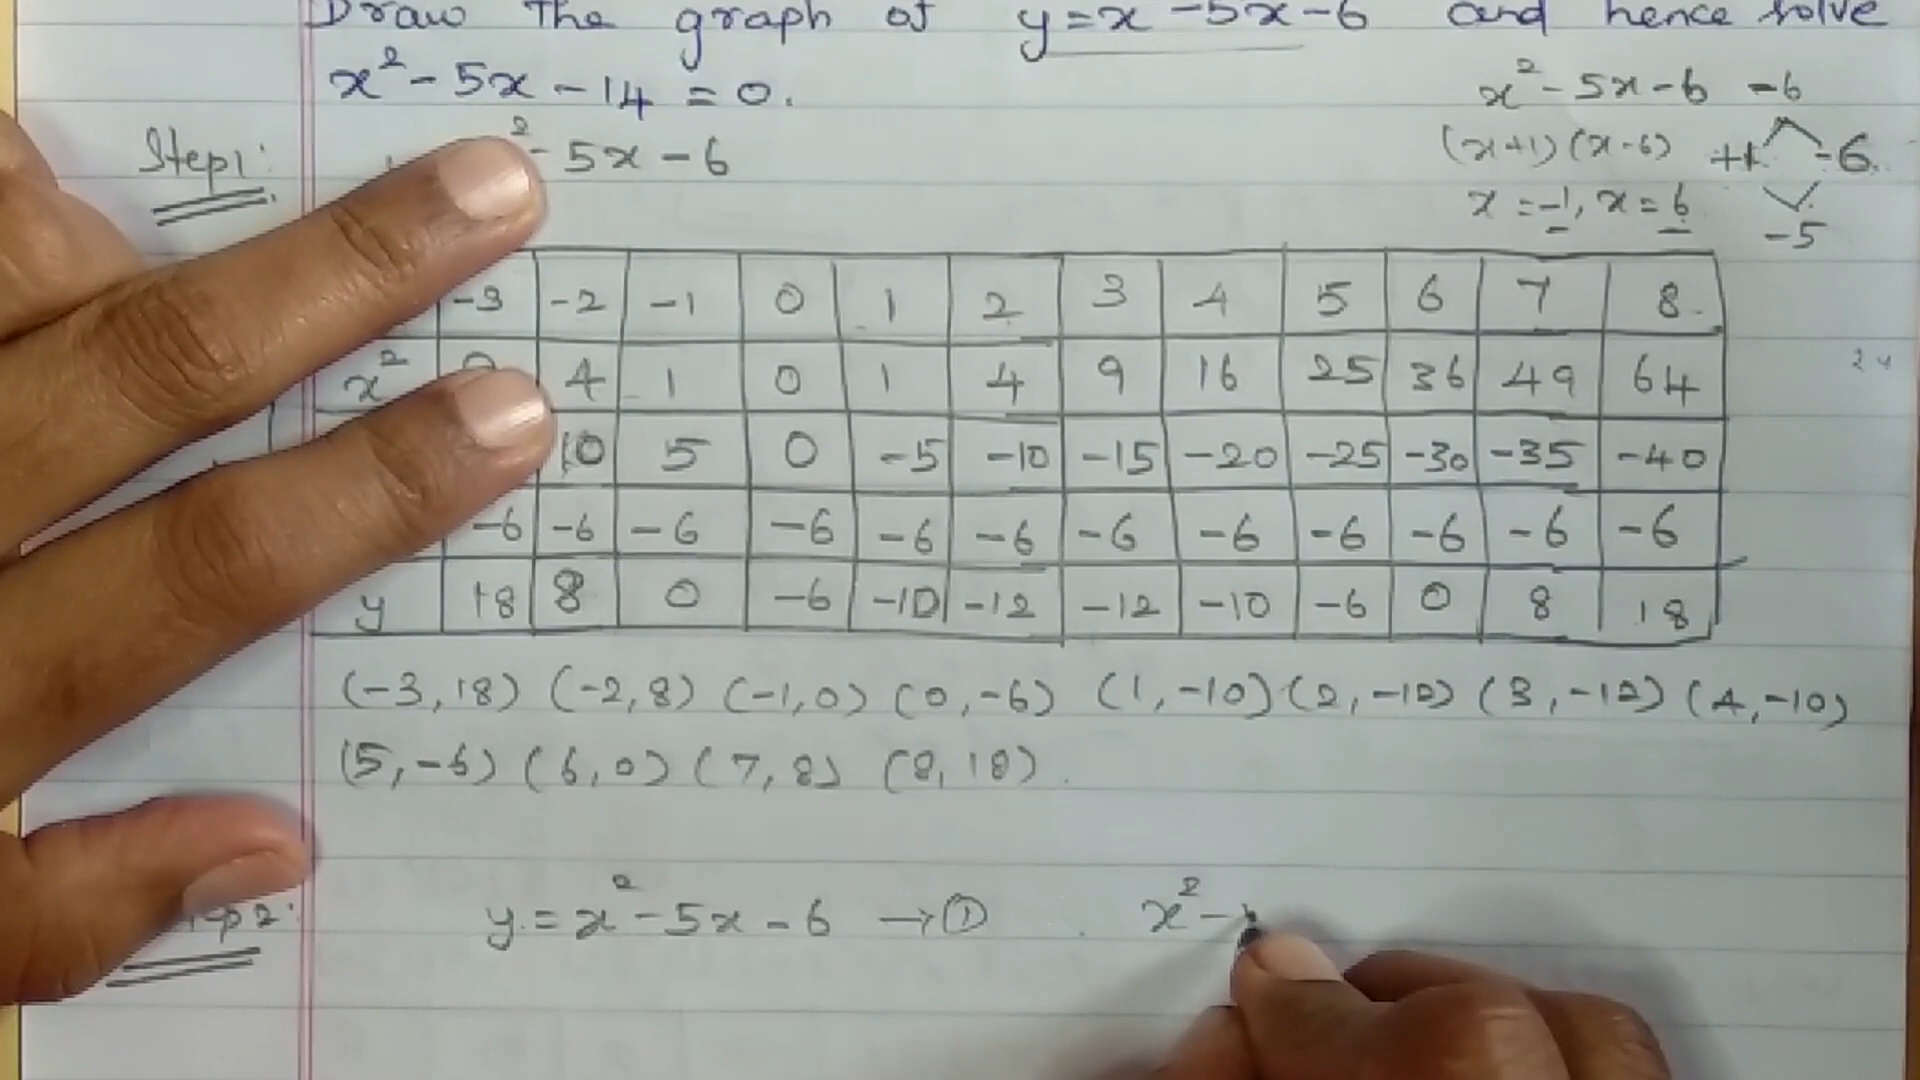 Draw the graph of y=x -5x-6 and hence solve
x² - 5x - 14 = 0.
x² - 5x - 6 -6
Step1: ² - 5x - 6
(x+1)(x-6) +1 -6
x = -1, x = 6
-5
-3 -2 -1 0 1 2 3 4 5 6 7 8
x² 4 1 0 1 4 9 16 25 36 49 64
10 5 0 -5 -10 -15 -20 -25 -30 -35 -40
-6 -6 -6 -6 -6 -6 -6 -6 -6 -6 -6 -6
y 18 8 0 -6 -10 -12 -12 -10 -6 0 8 18
(-3,18) (-2,8) (-1,0) (0,-6) (1,-10) (2,-12) (3,-12) (4,-10)
(5,-6) (6,0) (7,8) (8,18).
y = x² - 5x - 6 → ① x² -